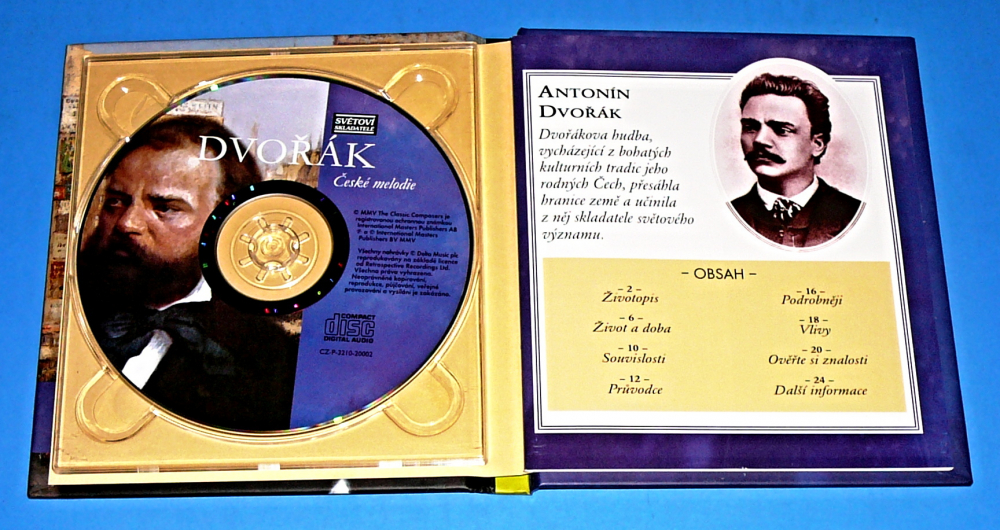 SVĚTOVÍ
SKLADATELÉ
DVOŘÁK
České melodie
© MMV The Classic Composers je
registrovanou ochrannou známkou
International Masters Publishers AB
℗ a © International Masters
Publishers BV MMV
Všechny nahrávky © Delta Music plc
reprodukovány na základě licence
od Retrospective Recordings Ltd.
Všechna práva vyhrazena.
Neoprávněné kopírování,
reprodukce, půjčování, veřejné
provozování a vysílání je zakázáno.
COMPACT
disc
DIGITAL AUDIO
CZ-P-3210-20002
ANTONÍN
DVOŘÁK
Dvořákova hudba,
vycházející z bohatých
kulturních tradic jeho
rodných Čech, přesáhla
hranice země a učinila
z něj skladatele světového
významu.
– OBSAH –
– 2 –
Životopis
– 6 –
Život a doba
– 10 –
Souvislosti
– 12 –
Průvodce
– 16 –
Podrobněji
– 18 –
Vlivy
– 20 –
Ověřte si znalosti
– 24 –
Další informace